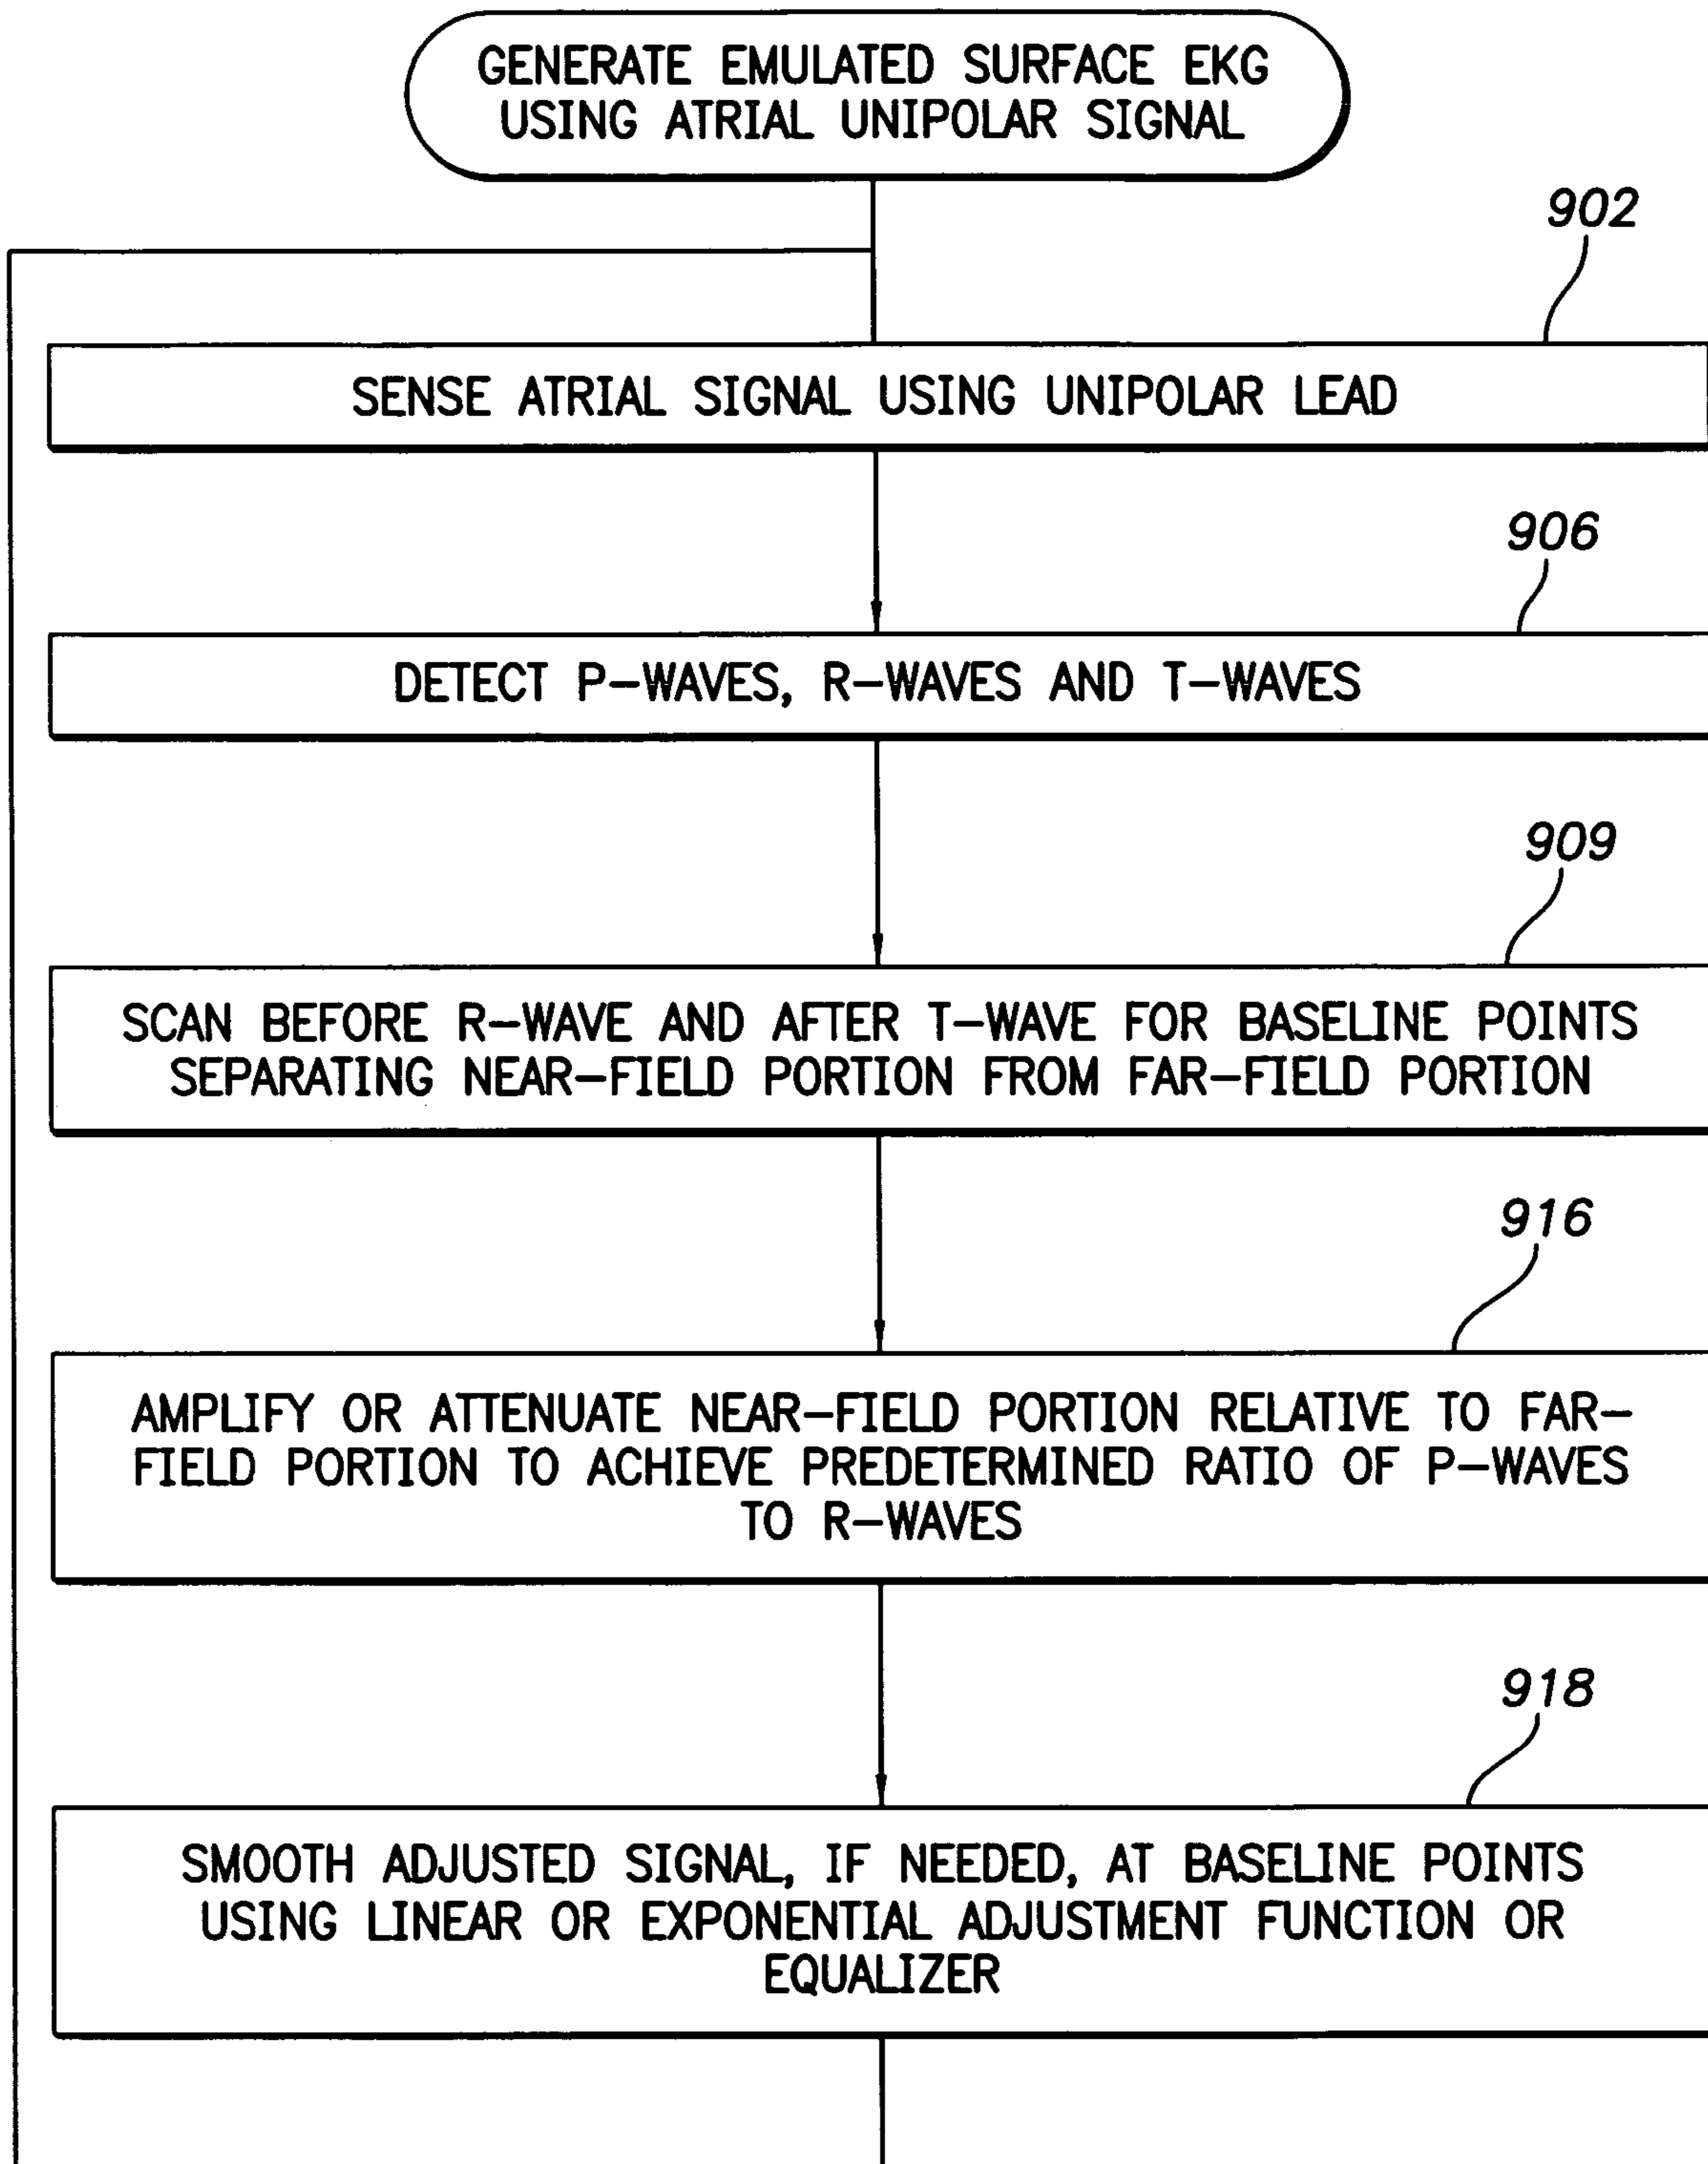 GENERATE EMULATED SURFACE EKG
USING ATRIAL UNIPOLAR SIGNAL
902
SENSE ATRIAL SIGNAL USING UNIPOLAR LEAD
906
DETECT P–WAVES, R–WAVES AND T–WAVES
909
SCAN BEFORE R–WAVE AND AFTER T–WAVE FOR BASELINE POINTS
SEPARATING NEAR–FIELD PORTION FROM FAR–FIELD PORTION
916
AMPLIFY OR ATTENUATE NEAR–FIELD PORTION RELATIVE TO FAR–
FIELD PORTION TO ACHIEVE PREDETERMINED RATIO OF P–WAVES
TO R–WAVES
918
SMOOTH ADJUSTED SIGNAL, IF NEEDED, AT BASELINE POINTS
USING LINEAR OR EXPONENTIAL ADJUSTMENT FUNCTION OR
EQUALIZER